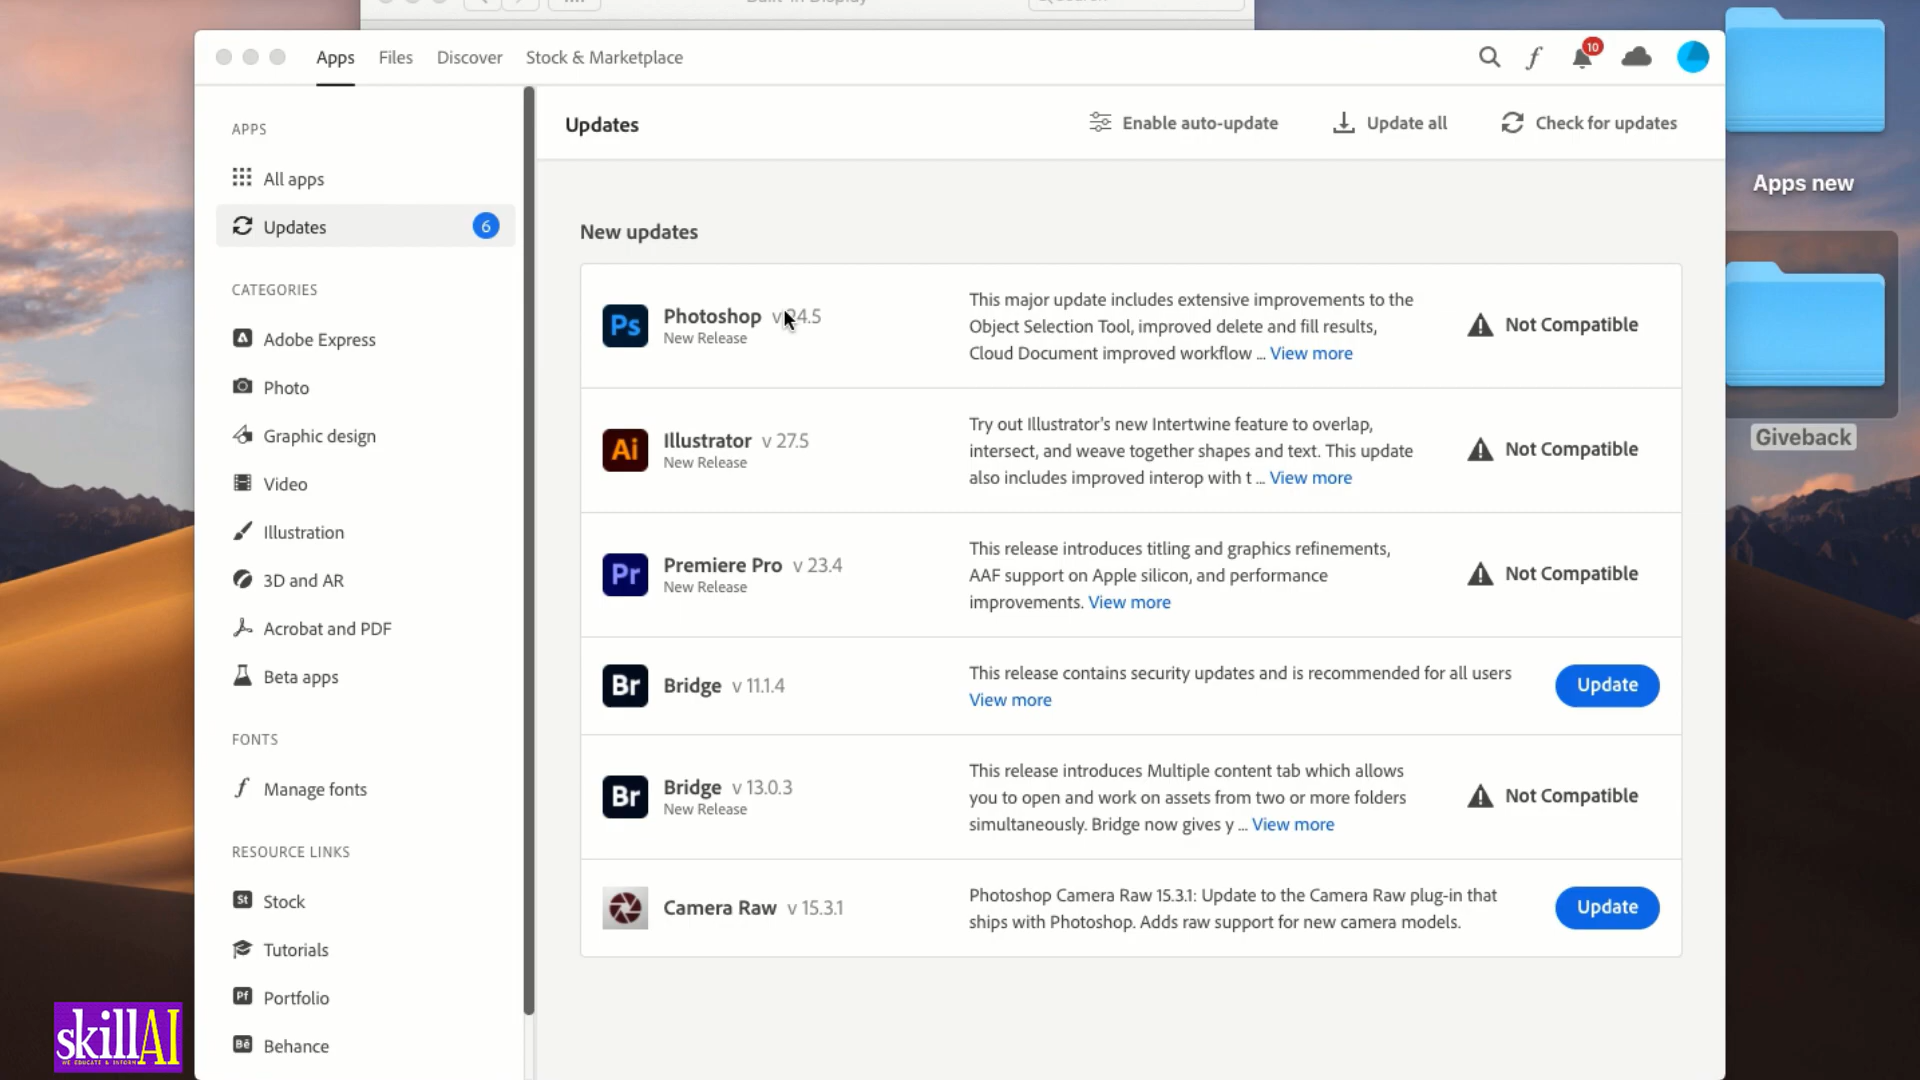 Apps Files Discover Stock & Marketplace
10
APPS
All apps
Updates 6
CATEGORIES
Adobe Express
Photo
Graphic design
Video
Illustration
3D and AR
Acrobat and PDF
Beta apps
FONTS
Manage fonts
RESOURCE LINKS
St Stock
Tutorials
Pf Portfolio
Bē Behance
Updates
Enable auto-update Update all Check for updates
New updates
Ps Photoshop v 24.5
New Release
This major update includes extensive improvements to the
Object Selection Tool, improved delete and fill results,
Cloud Document improved workflow ... View more
Not Compatible
Ai Illustrator v 27.5
New Release
Try out Illustrator's new Intertwine feature to overlap,
intersect, and weave together shapes and text. This update
also includes improved interop with t ... View more
Not Compatible
Pr Premiere Pro v 23.4
New Release
This release introduces titling and graphics refinements,
AAF support on Apple silicon, and performance
improvements. View more
Not Compatible
Br Bridge v 11.1.4
This release contains security updates and is recommended for all users
View more
Update
Br Bridge v 13.0.3
New Release
This release introduces Multiple content tab which allows
you to open and work on assets from two or more folders
simultaneously. Bridge now gives y ... View more
Not Compatible
Camera Raw v 15.3.1
Photoshop Camera Raw 15.3.1: Update to the Camera Raw plug-in that
ships with Photoshop. Adds raw support for new camera models.
Update
Apps new
Giveback
skillAI
WE EDUCATE & INFORM